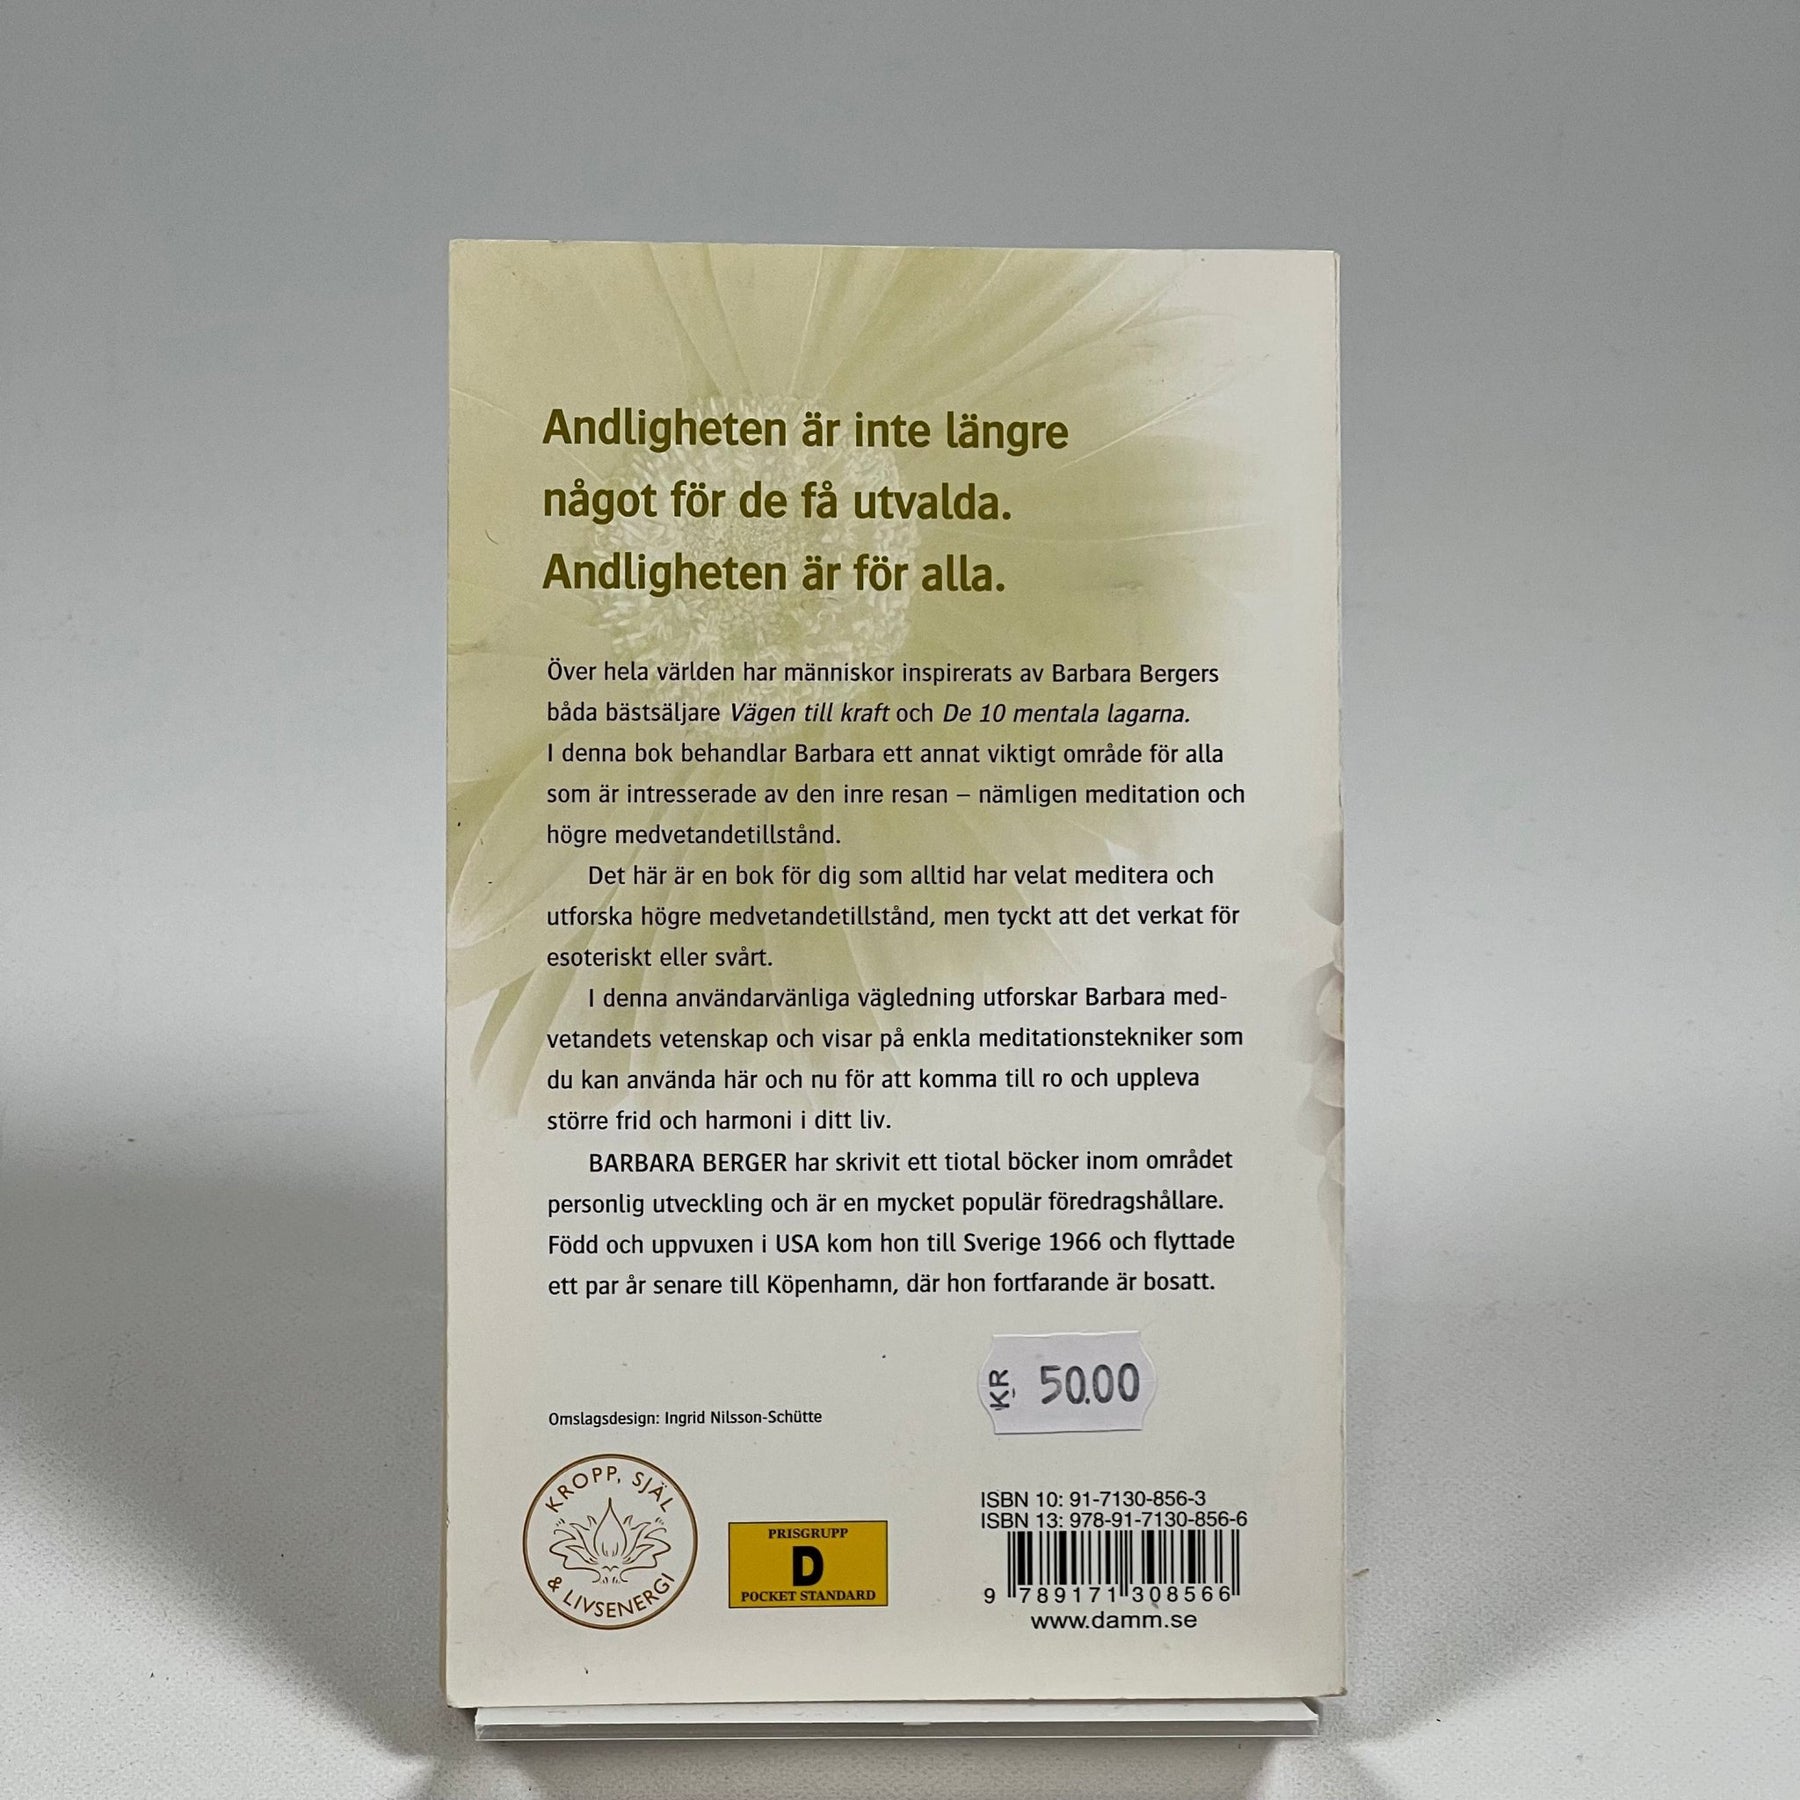 Andligheten är inte längre
något för de få utvalda.
Andligheten är för alla.
Över hela världen har människor inspirerats av Barbara Bergers
båda bästsäljare Vägen till kraft och De 10 mentala lagarna.
I denna bok behandlar Barbara ett annat viktigt område för alla
som är intresserade av den inre resan – nämligen meditation och
högre medvetandetillstånd.
Det här är en bok för dig som alltid har velat meditera och
utforska högre medvetandetillstånd, men tyckt att det verkat för
esoteriskt eller svårt.
I denna användarvänliga vägledning utforskar Barbara med-
vetandets vetenskap och visar på enkla meditationstekniker som
du kan använda här och nu för att komma till ro och uppleva
större frid och harmoni i ditt liv.
BARBARA BERGER har skrivit ett tiotal böcker inom området
personlig utveckling och är en mycket populär föredragshållare.
Född och uppvuxen i USA kom hon till Sverige 1966 och flyttade
ett par år senare till Köpenhamn, där hon fortfarande är bosatt.
KR 50.00
Omslagsdesign: Ingrid Nilsson-Schütte
KROPP, SJÄL
& LIVSENERGI
PRISGRUPP
D
POCKET STANDARD
ISBN 10: 91-7130-856-3
ISBN 13: 978-91-7130-856-6
9 789171 308566
www.damm.se